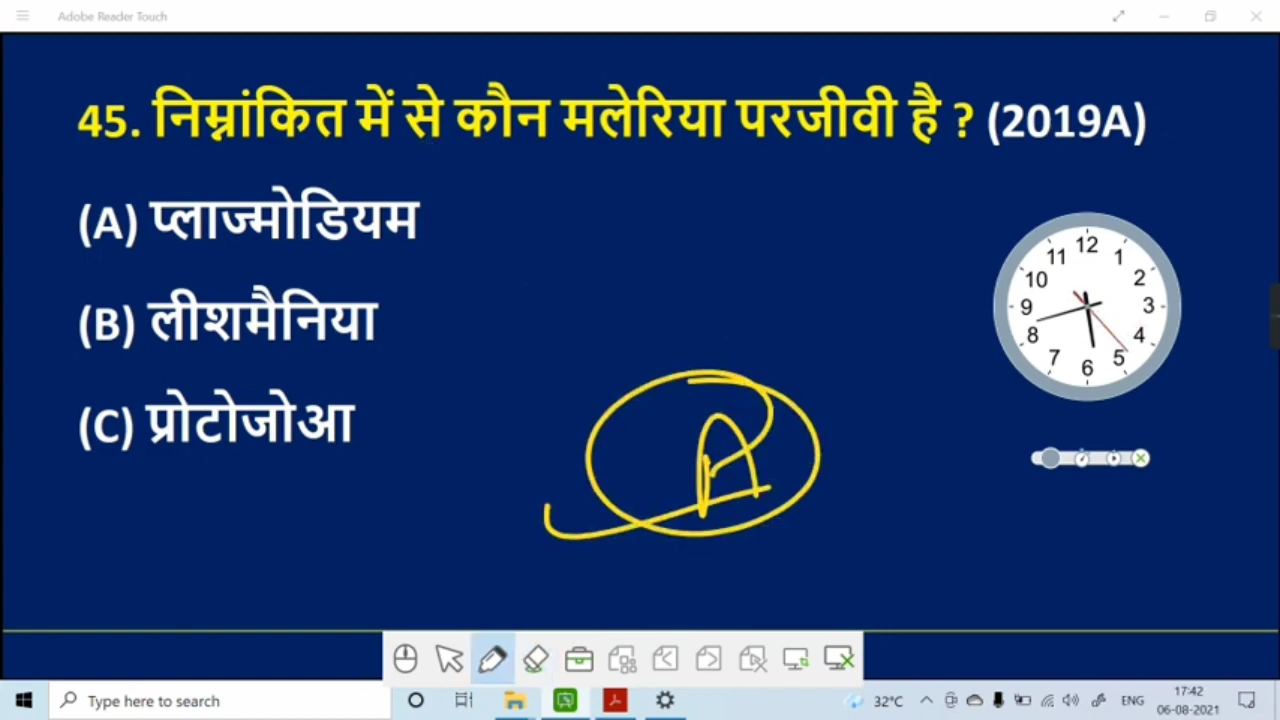 Adobe Reader Touch
45. निम्नांकित में से कौन मलेरिया परजीवी है ? (2019A)
(A) प्लाज्मोडियम
(B) लीशमैनिया
(C) प्रोटोजोआ
12
11 1
10 2
9 3
8 4
7 5
6
A
Type here to search
32°C ENG 17:42
06-08-2021